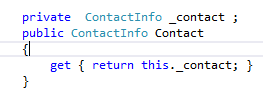 private  ContactInfo _contact ;
public ContactInfo Contact
{
    get { return this._contact; }
}